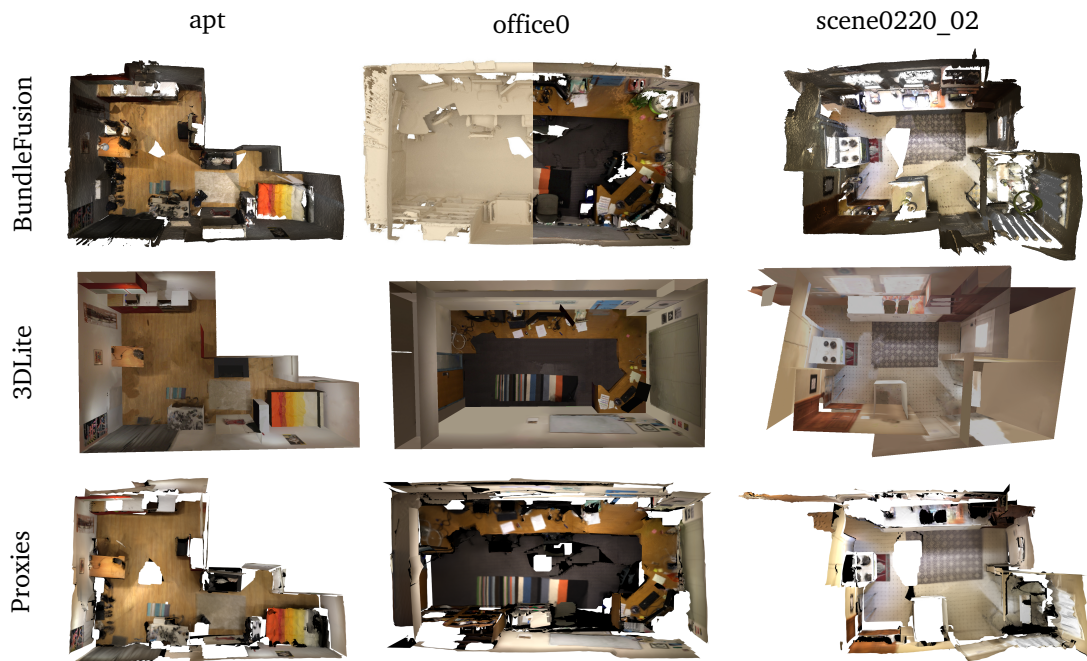 apt
office0
scene0220_02
BundleFusion
3DLite
Proxies